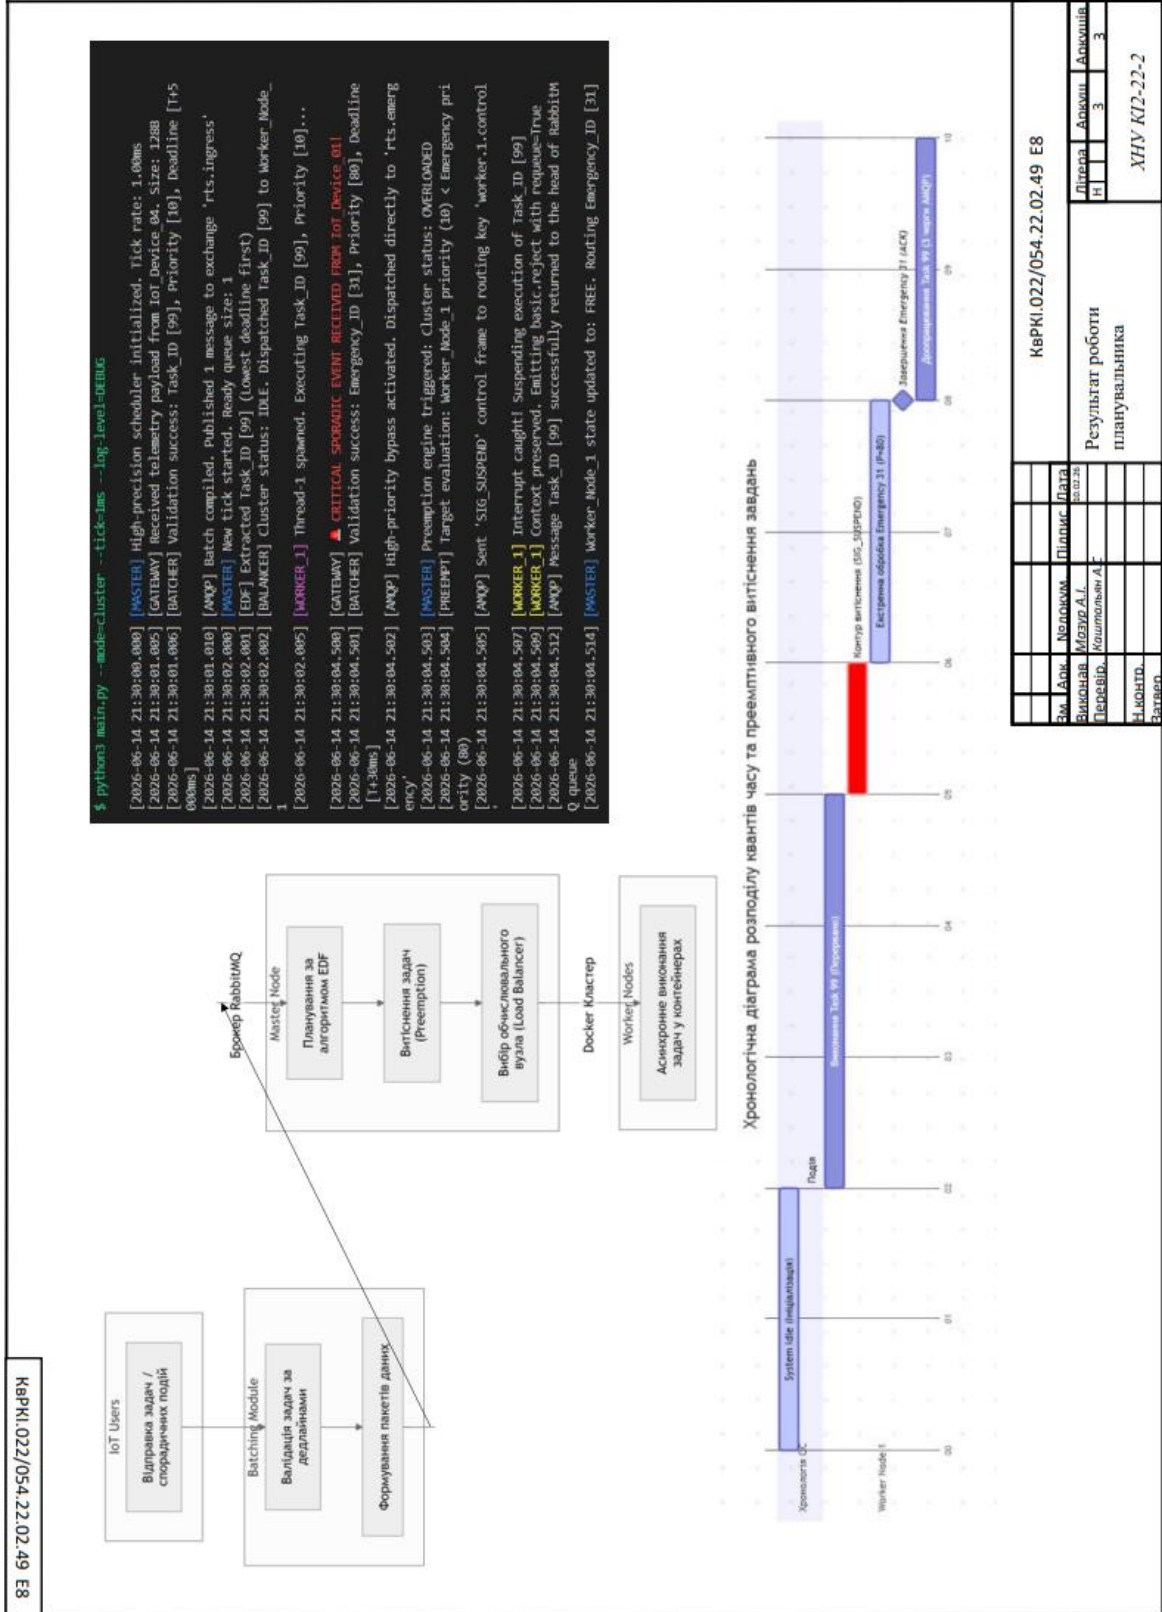 КвРКІ.022/054.22.02.49 Е8
IoT Users
Відправка задач /
спорадичних подій
Batching Module
Валідація задач за
дедлайнами
Формування пакетів даних
Брокер RabbitMQ
Master Node
Планування за
алгоритмом EDF
Витіснення задач
(Preemption)
Вибір обчислювального
вузла (Load Balancer)
Docker Кластер
Worker Nodes
Асинхронне виконання
задач у контейнерах
$ python3 main.py --mode=cluster --tick=1ms --log-level=DEBUG
[2026-06-14 21:30:00.000] [MASTER] High-precision scheduler initialized. Tick rate: 1.00ms
[2026-06-14 21:30:01.005] [GATEWAY] Received telemetry payload from IoT_Device_04. Size: 128B
[2026-06-14 21:30:01.006] [BATCHER] Validation success: Task_ID [99], Priority [10], Deadline [T+5
000ms]
[2026-06-14 21:30:01.010] [AMQP] Batch compiled. Published 1 message to exchange 'rts.ingress'
[2026-06-14 21:30:02.000] [MASTER] New tick started. Ready queue size: 1
[2026-06-14 21:30:02.001] [EDF] Extracted Task_ID [99] (Lowest deadline first)
[2026-06-14 21:30:02.002] [BALANCER] Cluster status: IDLE. Dispatched Task_ID [99] to Worker_Node_
1
[2026-06-14 21:30:02.005] [WORKER_1] Thread-1 spawned. Executing Task_ID [99], Priority [10]...
[2026-06-14 21:30:04.500] [GATEWAY] 🚨 CRITICAL SPORADIC EVENT RECEIVED FROM IoT_Device_01!
[2026-06-14 21:30:04.501] [BATCHER] Validation success: Emergency_ID [31], Priority [80], Deadline
[T+30ms]
[2026-06-14 21:30:04.502] [AMQP] High-priority bypass activated. Dispatched directly to 'rts.emerg
ency'
[2026-06-14 21:30:04.503] [MASTER] Preemption engine triggered: Cluster status: OVERLOADED
[2026-06-14 21:30:04.504] [PREEMPT] Target evaluation: Worker_Node_1 priority (10) < Emergency pri
ority (80)
[2026-06-14 21:30:04.505] [AMQP] Sent 'SIG_SUSPEND' control frame to routing key 'worker.1.control
'
[2026-06-14 21:30:04.507] [WORKER_1] Interrupt caught! Suspending execution of Task_ID [99]
[2026-06-14 21:30:04.509] [WORKER_1] Context preserved. Emitting basic.reject with requeue=True
[2026-06-14 21:30:04.512] [AMQP] Message Task_ID [99] successfully returned to the head of RabbitM
Q queue
[2026-06-14 21:30:04.514] [MASTER] Worker_Node_1 state updated to: FREE. Routing Emergency_ID [31]
Хронологічна діаграма розподілу квантів часу та преемптивного витіснення завдань
Хронологія ОС
System Idle (Ініціалізація)
Подія
Worker Node 1
Виконання Task 99 (Перервано)
Контур витіснення (SIG_SUSPEND)
Екстренна обробка Emergency 31 (P=80)
Завершення Emergency 31 (ACK)
Доопрацювання Task 99 (З черги AMQP)
00 01 02 03 04 05 06 07 08 09 10
КвРКІ.022/054.22.02.49 Е8
Зм. Арк. №докум. Підпис Дата
Виконав Мазур А.І. 10.02.26
Перевір. Каштальян А.С
Н.контр.
Затвер.
Результат роботи
планувальника
Літера Аркуш Аркушів
Н 3 3
ХНУ КІ2-22-2